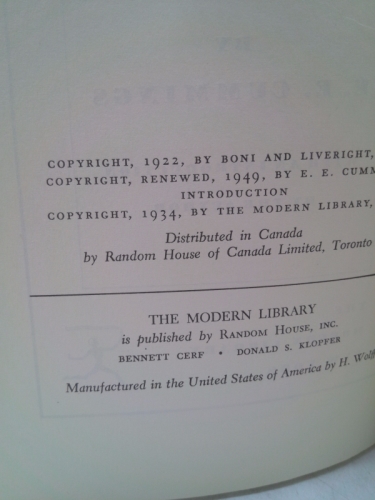 COPYRIGHT, 1922, BY BONI AND LIVERIGHT,
COPYRIGHT, RENEWED, 1949, BY E. E. CUMM
INTRODUCTION
COPYRIGHT, 1934, BY THE MODERN LIBRARY,
Distributed in Canada
by Random House of Canada Limited, Toronto
THE MODERN LIBRARY
is published by RANDOM HOUSE, INC.
BENNETT CERF • DONALD S. KLOPFER
Manufactured in the United States of America by H. Wolff